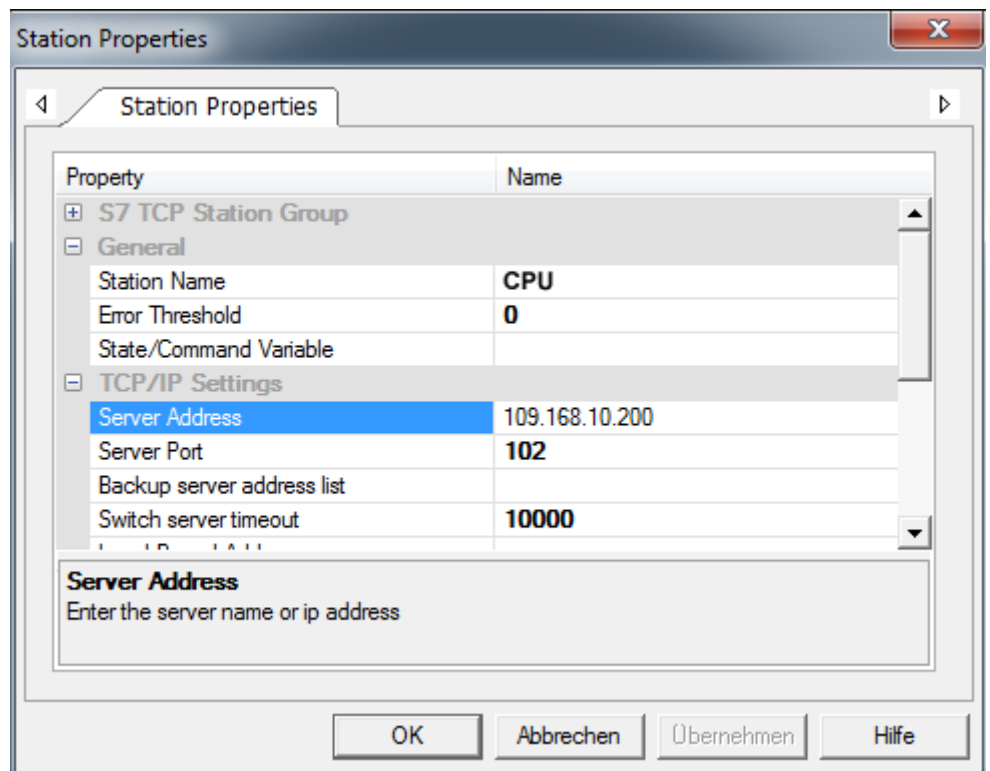 Station Properties
Station Properties
Property Name
S7 TCP Station Group
General
Station Name CPU
Error Threshold 0
State/Command Variable
TCP/IP Settings
Server Address 109.168.10.200
Server Port 102
Backup server address list
Switch server timeout 10000
Server Address
Enter the server name or ip address
OK Abbrechen Übernehmen Hilfe